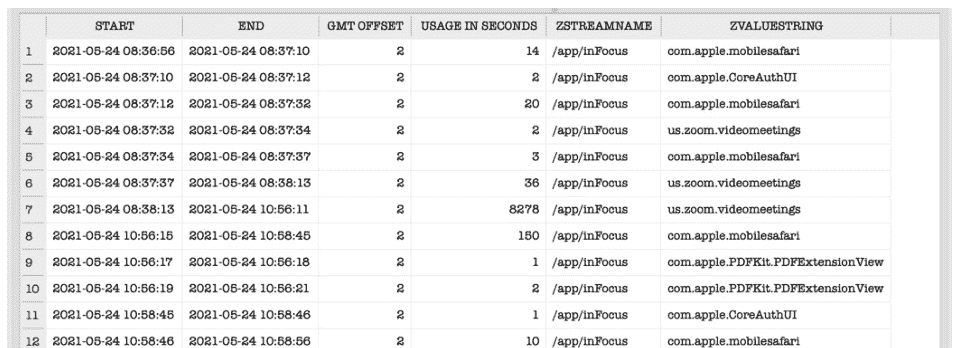 START END GMT OFFSET USAGE IN SECONDS ZSTREAMNAME ZVALUESTRING
1 2021-05-24 08:36:56 2021-05-24 08:37:10 2 14 /app/inFocus com.apple.mobilesafari
2 2021-05-24 08:37:10 2021-05-24 08:37:12 2 2 /app/inFocus com.apple.CoreAuthUI
3 2021-05-24 08:37:12 2021-05-24 08:37:32 2 20 /app/inFocus com.apple.mobilesafari
4 2021-05-24 08:37:32 2021-05-24 08:37:34 2 2 /app/inFocus us.zoom.videomeetings
5 2021-05-24 08:37:34 2021-05-24 08:37:37 2 3 /app/inFocus com.apple.mobilesafari
6 2021-05-24 08:37:37 2021-05-24 08:38:13 2 36 /app/inFocus us.zoom.videomeetings
7 2021-05-24 08:38:13 2021-05-24 10:56:11 2 8278 /app/inFocus us.zoom.videomeetings
8 2021-05-24 10:56:15 2021-05-24 10:58:45 2 150 /app/inFocus com.apple.mobilesafari
9 2021-05-24 10:56:17 2021-05-24 10:56:18 2 1 /app/inFocus com.apple.PDFKit.PDFExtensionView
10 2021-05-24 10:56:19 2021-05-24 10:56:21 2 2 /app/inFocus com.apple.PDFKit.PDFExtensionView
11 2021-05-24 10:58:45 2021-05-24 10:58:46 2 1 /app/inFocus com.apple.CoreAuthUI
12 2021-05-24 10:58:46 2021-05-24 10:58:56 2 10 /app/inFocus com.apple.mobilesafari